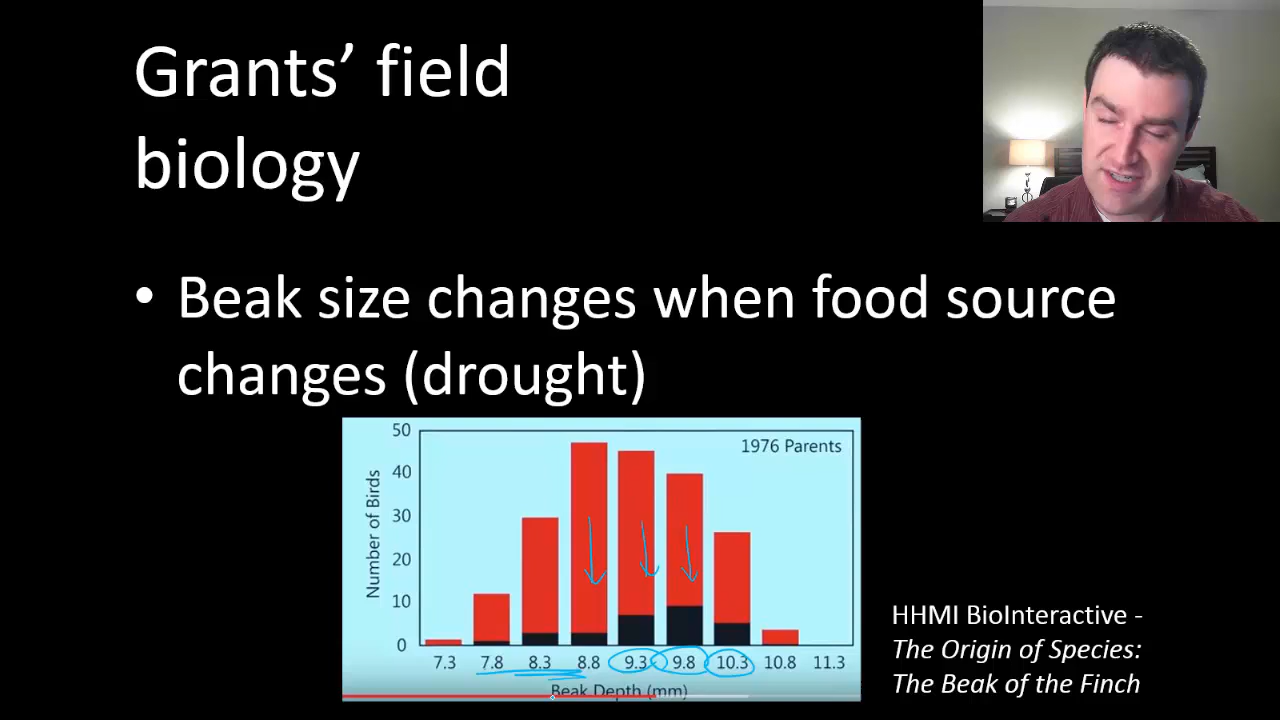 Grants’ field
biology
• Beak size changes when food source
changes (drought)
50
1976 Parents
40
30
20
10
0
Number of Birds
7.3 7.8 8.3 8.8 9.3 9.8 10.3 10.8 11.3
Beak Depth (mm)
HHMI BioInteractive -
The Origin of Species:
The Beak of the Finch